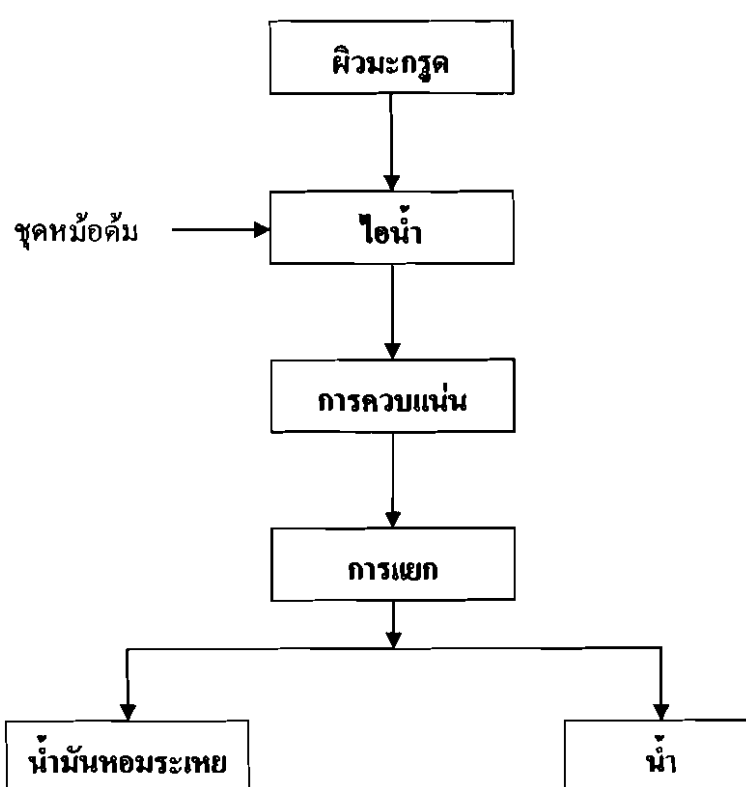 ผิวมะกรูด
ชุดหม้อต้ม
ไอน้ำ
การควบแน่น
การแยก
น้ำมันหอมระเหย
น้ำ